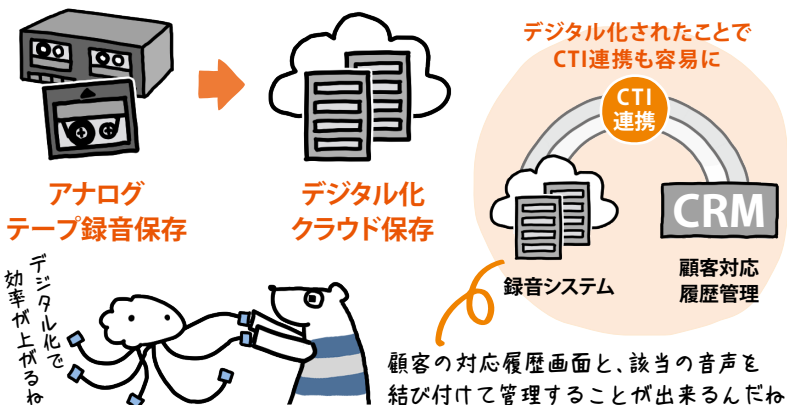 アナログ
テープ録音保存
デジタル化
クラウド保存
デジタル化されたことで
CTI連携も容易に
CTI
連携
録音システム
CRM
顧客対応
履歴管理
デジタル化で
効率が上がるね
顧客の対応履歴画面と、該当の音声を
結び付けて管理することが出来るんだね